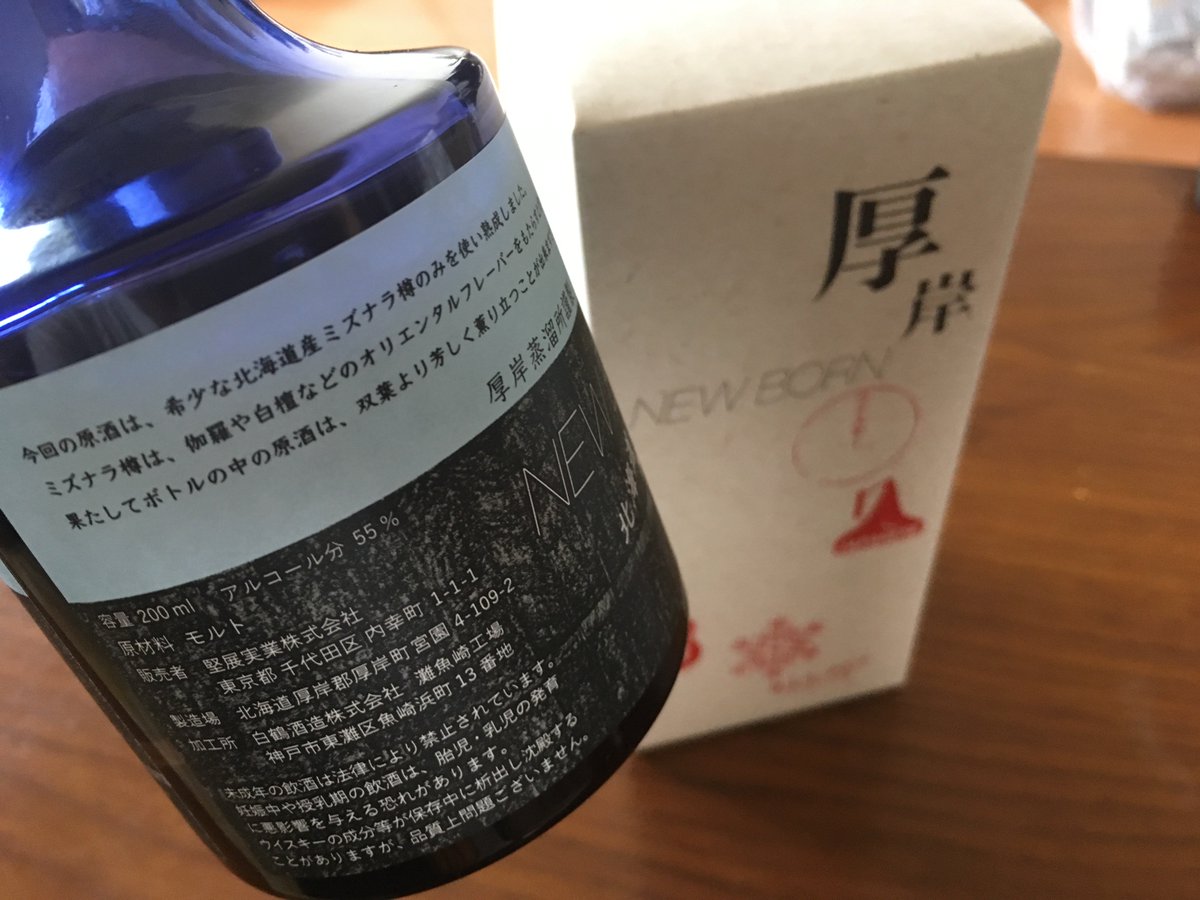 今回の原酒は、希少な北海道産ミズナラ樽のみを使い熟成しました。
ミズナラ樽は、伽羅や白檀などのオリエンタルフレーバーをもたらす
果たしてボトルの中の原酒は、双葉より芳しく薫り立つことが出来ま
厚岸蒸溜所
NEW
北海
容量 200 ml アルコール分 55 %
原材料 モルト
販売者 堅展実業株式会社
東京都 千代田区 内幸町 1-1-1
製造場 北海道厚岸郡厚岸町宮園 4-109-2
加工所 白鶴酒造株式会社 灘魚崎工場
神戸市東灘区魚崎浜町 13 番地
未成年の飲酒は法律により禁止されています。
妊娠中や授乳期の飲酒は、胎児、乳児の発育
に悪影響を与える恐れがあります。
ウイスキーの成分等が保存中に析出し沈殿する
ことがありますが、品質上問題ございません。
厚岸
NEW BORN